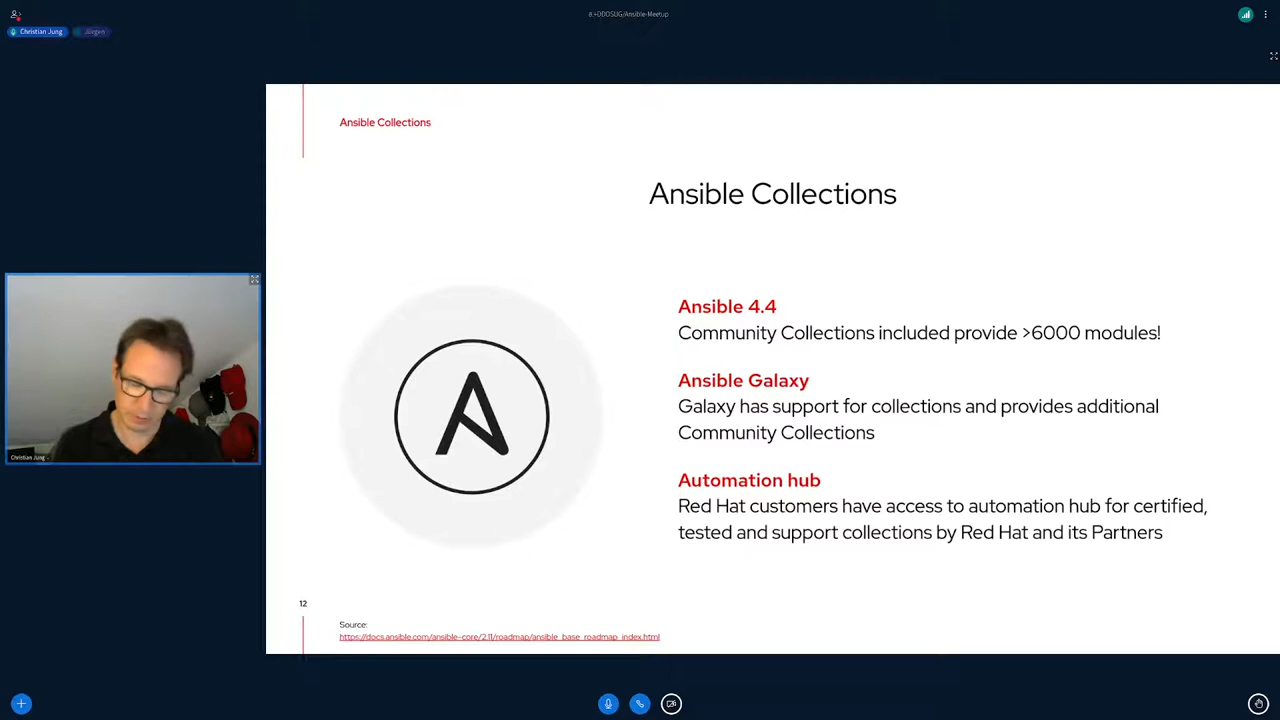 Christian Jung
Jürgen
8.+DDOSUG/Ansible-Meetup
Ansible Collections
Ansible Collections
Ansible 4.4
Community Collections included provide >6000 modules!
Ansible Galaxy
Galaxy has support for collections and provides additional
Community Collections
Automation hub
Red Hat customers have access to automation hub for certified,
tested and support collections by Red Hat and its Partners
Christian Jung
12
Source:
https://docs.ansible.com/ansible-core/2.11/roadmap/ansible_base_roadmap_index.html